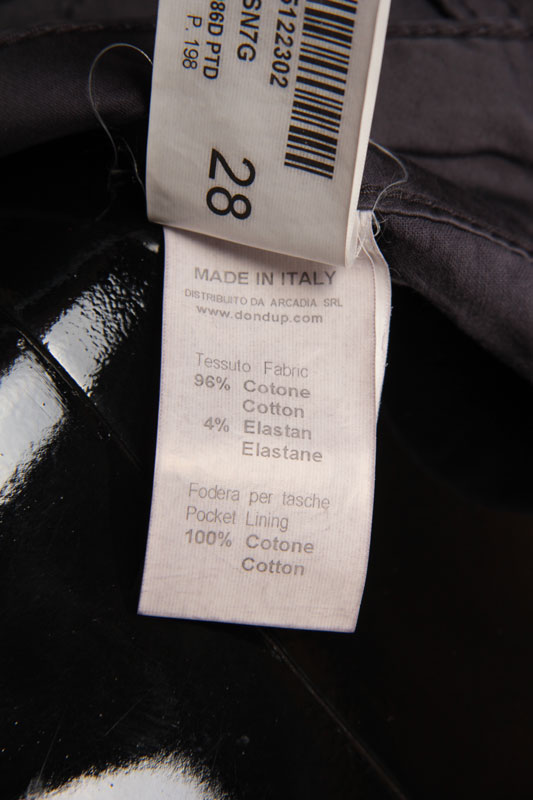 5122302
SN7G
86D PTD
P. 198
28
MADE IN ITALY
DISTRIBUITO DA ARCADIA SRL
www.dondup.com
Tessuto Fabric
96% Cotone
Cotton
4% Elastan
Elastane
Fodera per tasche
Pocket Lining
100% Cotone
Cotton